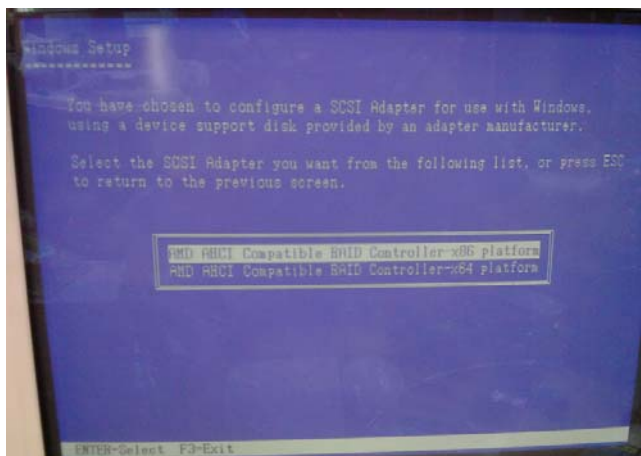 Windows Setup
=============
You have chosen to configure a SCSI Adapter for use with Windows,
using a device support disk provided by an adapter manufacturer.
Select the SCSI Adapter you want from the following list, or press ESC
to return to the previous screen.
AMD AHCI Compatible RAID Controller-x86 platform
AMD AHCI Compatible RAID Controller-x64 platform
ENTER=Select F3=Exit